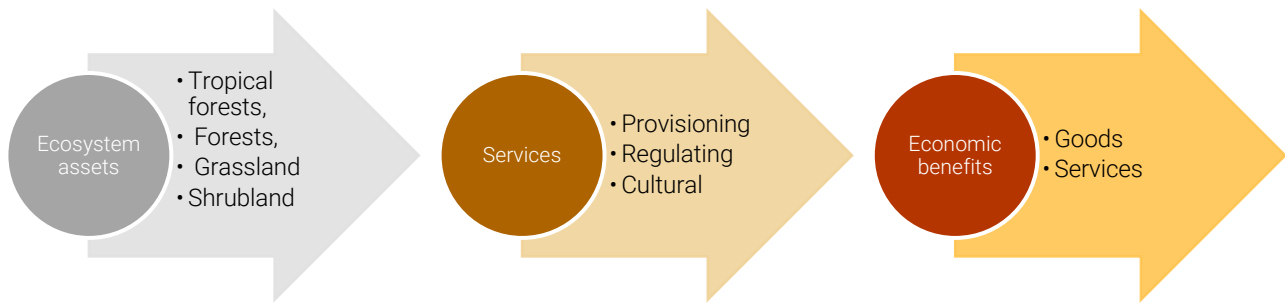 Ecosystem
assets
• Tropical
forests,
• Forests,
• Grassland
• Shrubland
Services
• Provisioning
• Regulating
• Cultural
Economic
benefits
• Goods
• Services